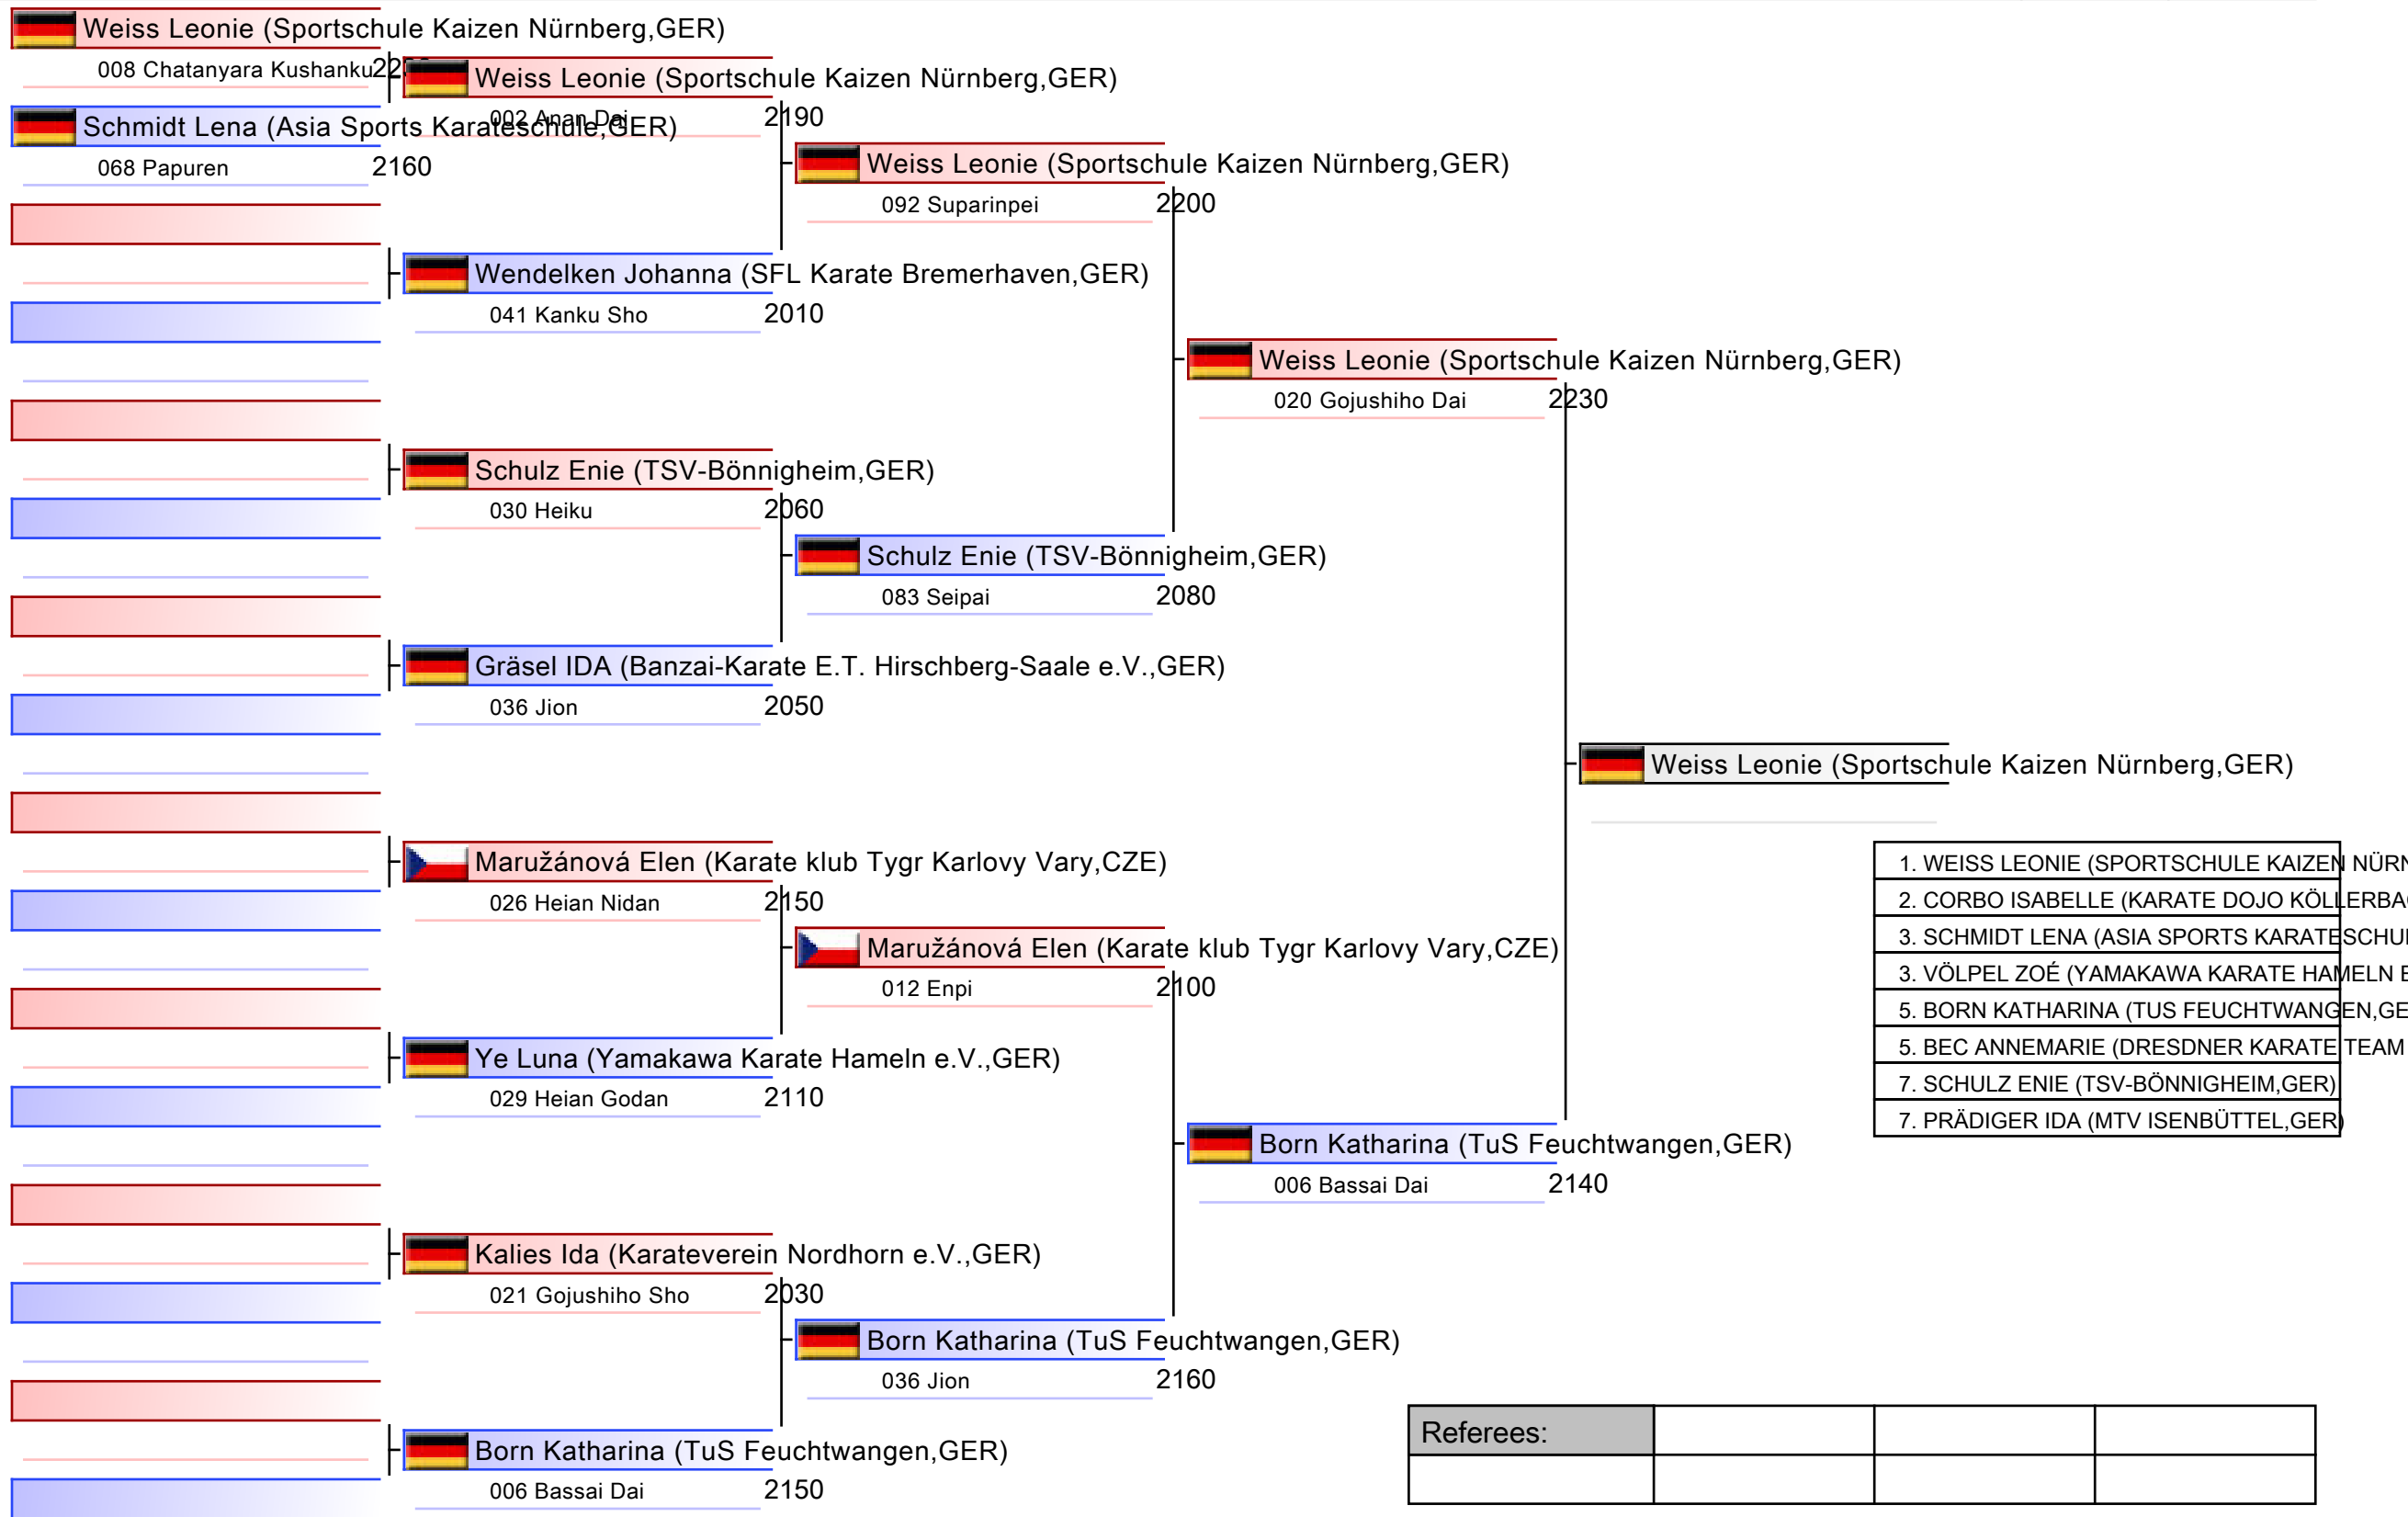 Weiss Leonie (Sportschule Kaizen Nürnberg,GER)
008 Chatanyara Kushanku
Weiss Leonie (Sportschule Kaizen Nürnberg,GER)
002 Anan Dai 2190
Schmidt Lena (Asia Sports Karateschule,GER)
068 Papuren 2160
Weiss Leonie (Sportschule Kaizen Nürnberg,GER)
092 Suparinpei 2200
Wendelken Johanna (SFL Karate Bremerhaven,GER)
041 Kanku Sho 2010
Weiss Leonie (Sportschule Kaizen Nürnberg,GER)
020 Gojushiho Dai 2230
Schulz Enie (TSV-Bönnigheim,GER)
030 Heiku 2060
Schulz Enie (TSV-Bönnigheim,GER)
083 Seipai 2080
Gräsel IDA (Banzai-Karate E.T. Hirschberg-Saale e.V.,GER)
036 Jion 2050
Weiss Leonie (Sportschule Kaizen Nürnberg,GER)
Maružánová Elen (Karate klub Tygr Karlovy Vary,CZE)
026 Heian Nidan 2150
Maružánová Elen (Karate klub Tygr Karlovy Vary,CZE)
012 Enpi 2100
Ye Luna (Yamakawa Karate Hameln e.V.,GER)
029 Heian Godan 2110
Born Katharina (TuS Feuchtwangen,GER)
006 Bassai Dai 2140
Kalies Ida (Karateverein Nordhorn e.V.,GER)
021 Gojushiho Sho 2030
Born Katharina (TuS Feuchtwangen,GER)
036 Jion 2160
Born Katharina (TuS Feuchtwangen,GER)
006 Bassai Dai 2150
1. WEISS LEONIE (SPORTSCHULE KAIZEN NÜRN
2. CORBO ISABELLE (KARATE DOJO KÖLLERBA
3. SCHMIDT LENA (ASIA SPORTS KARATESCHUL
3. VÖLPEL ZOÉ (YAMAKAWA KARATE HAMELN E
5. BORN KATHARINA (TUS FEUCHTWANGEN,GE
5. BEC ANNEMARIE (DRESDNER KARATE TEAM
7. SCHULZ ENIE (TSV-BÖNNIGHEIM,GER)
7. PRÄDIGER IDA (MTV ISENBÜTTEL,GER)
Referees: